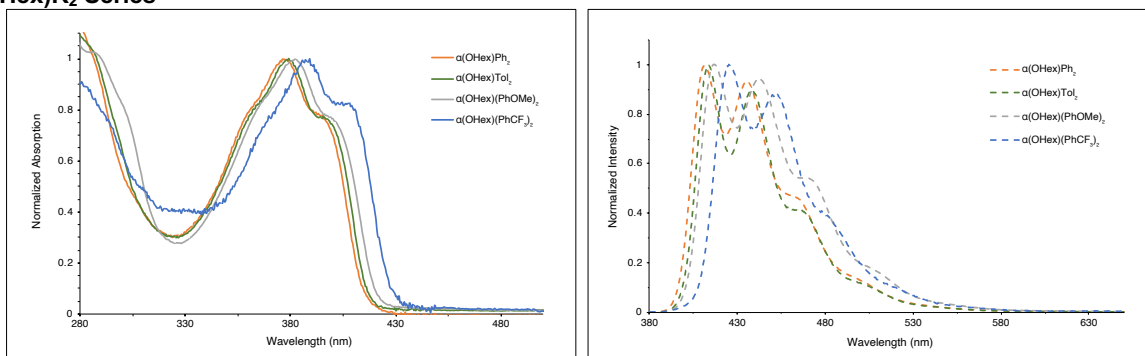 Hex)R₂ Series
Normalized Absorption
1
0.8
0.6
0.4
0.2
0
280
330
380
430
480
Wavelength (nm)
α(OHex)Ph₂
α(OHex)Tol₂
α(OHex)(PhOMe)₂
α(OHex)(PhCF₃)₂
Normalized Intensity
1
0.8
0.6
0.4
0.2
0
380
430
480
530
580
630
Wavelength (nm)
α(OHex)Ph₂
α(OHex)Tol₂
α(OHex)(PhOMe)₂
α(OHex)(PhCF₃)₂